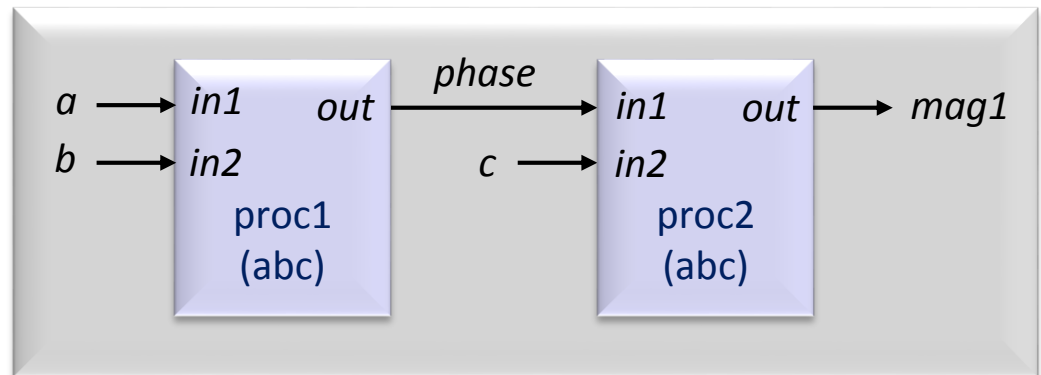 phase
a in1 out in1 out mag1
b in2 c in2
proc1 proc2
(abc) (abc)